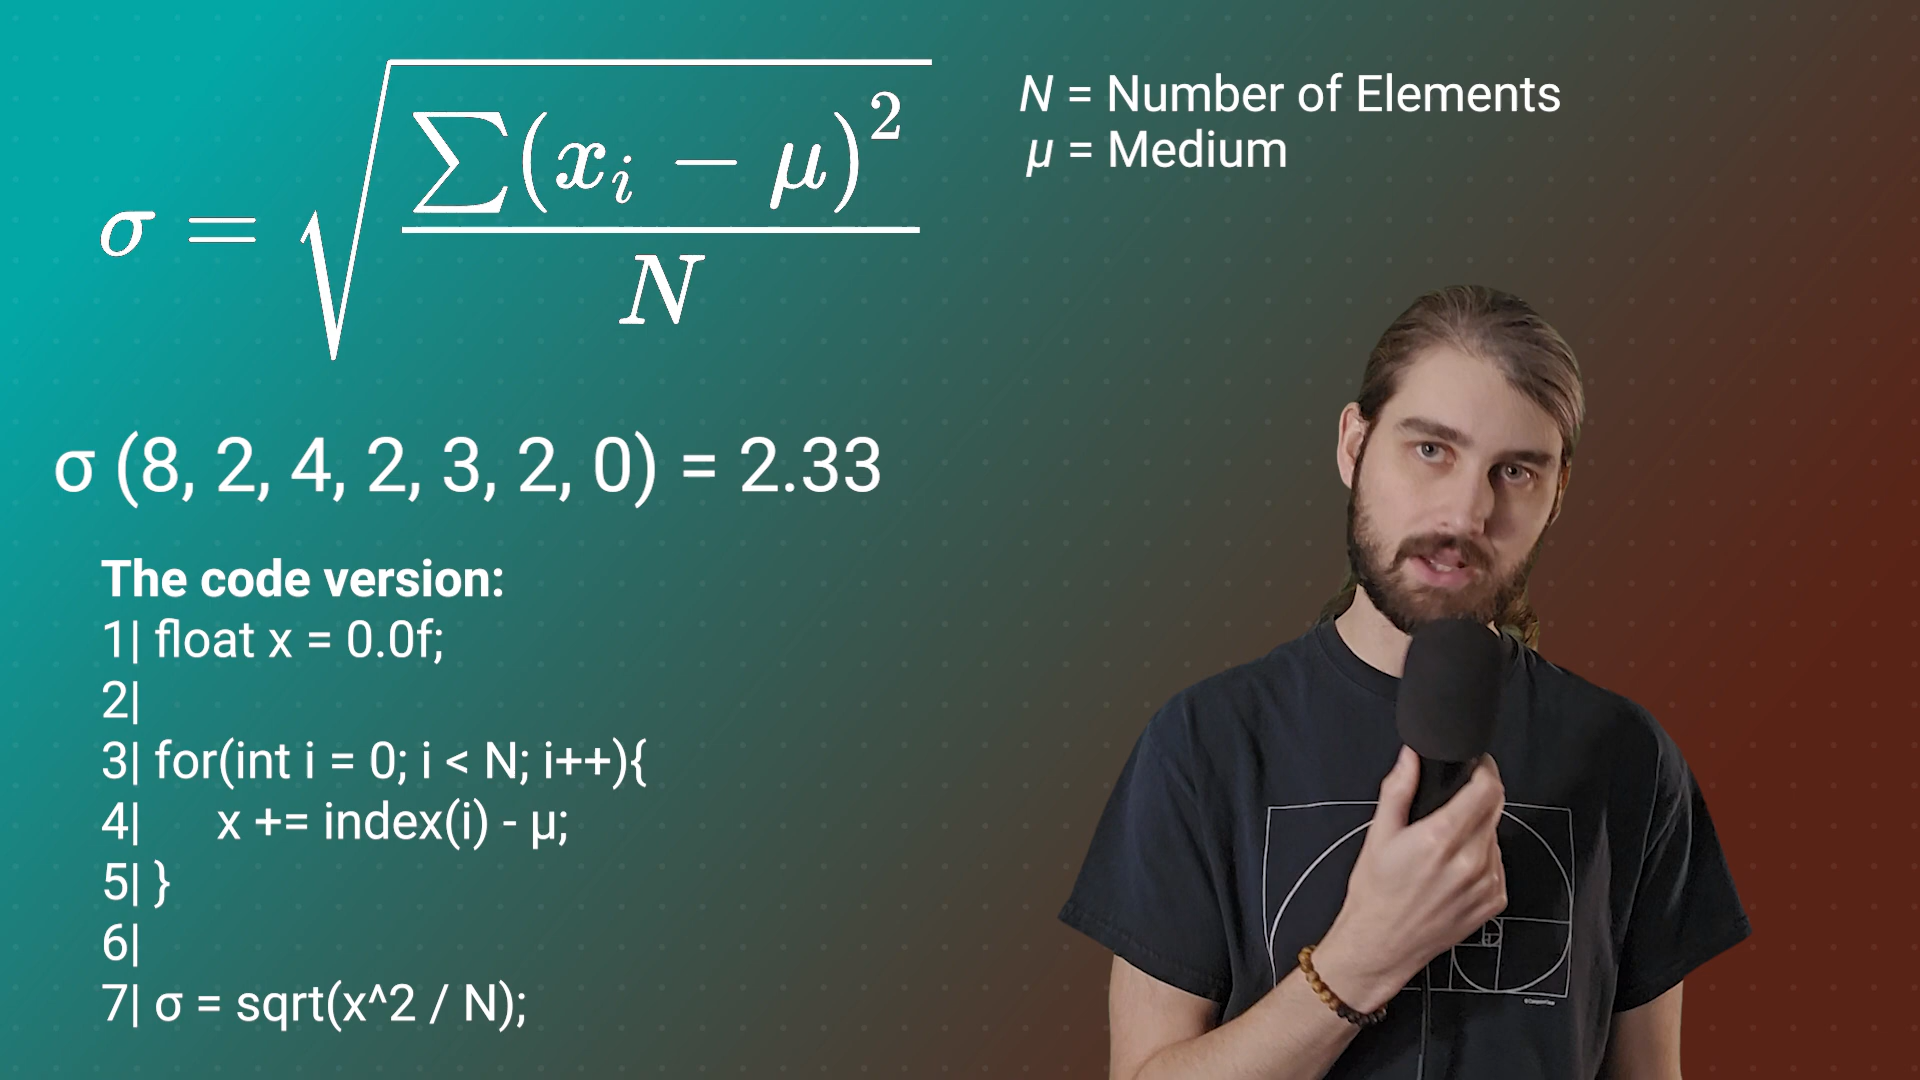 σ = √(∑(xᵢ − μ)² / N)
N = Number of Elements
μ = Medium
σ (8, 2, 4, 2, 3, 2, 0) = 2.33
The code version:
1| float x = 0.0f;
2|
3| for(int i = 0; i < N; i++){
4| x += index(i) - μ;
5| }
6|
7| σ = sqrt(x^2 / N);